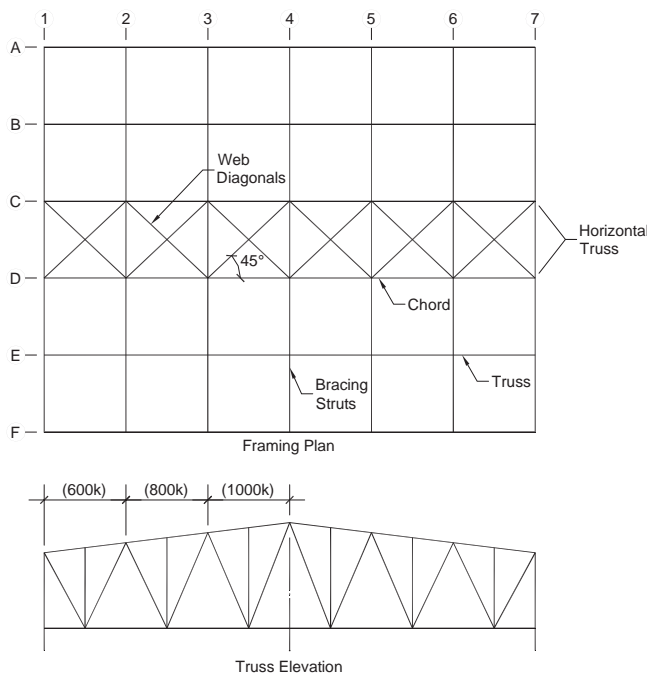 1 2 3 4 5 6 7
A
B
Web
Diagonals
C
Horizontal
Truss
45°
D
Chord
E
Bracing
Struts
Truss
F
Framing Plan
(600k) (800k) (1000k)
Truss Elevation